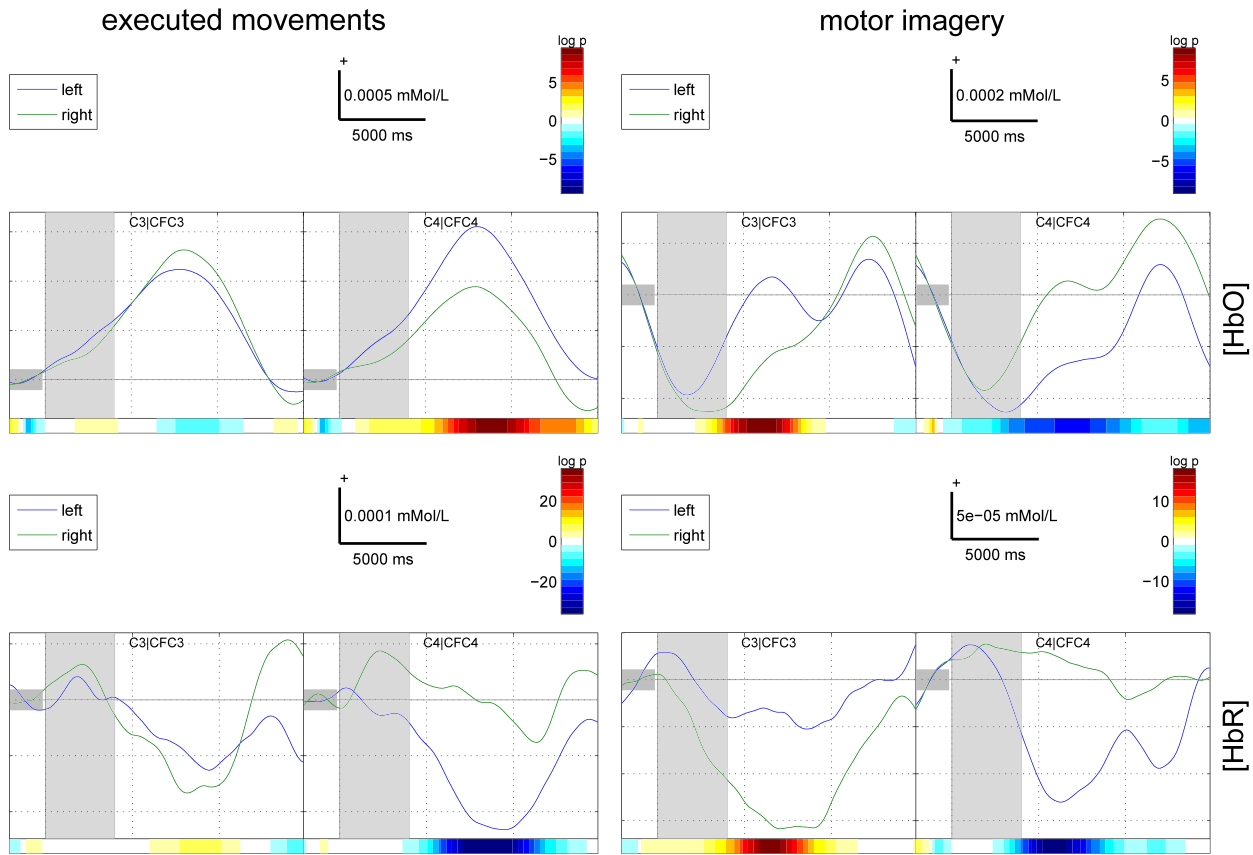 executed movements
motor imagery
left
right
+
0.0005 mMol/L
5000 ms
log p
5
0
−5
left
right
+
0.0002 mMol/L
5000 ms
log p
5
0
−5
C3|CFC3
C4|CFC4
C3|CFC3
C4|CFC4
[HbO]
left
right
+
0.0001 mMol/L
5000 ms
log p
20
0
−20
left
right
+
5e−05 mMol/L
5000 ms
log p
10
0
−10
C3|CFC3
C4|CFC4
C3|CFC3
C4|CFC4
[HbR]